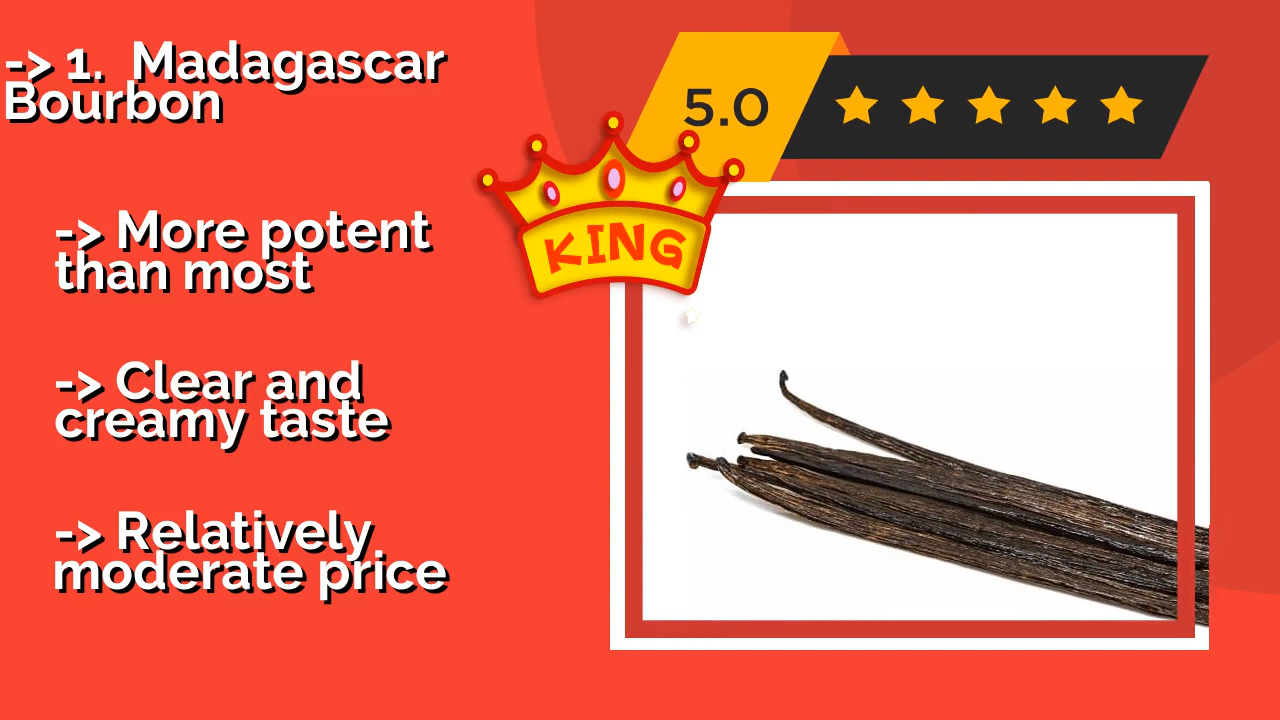 -> 1.  Madagascar
Bourbon
5.0
KING
-> More potent
than most
-> Clear and
creamy taste
-> Relatively
moderate price